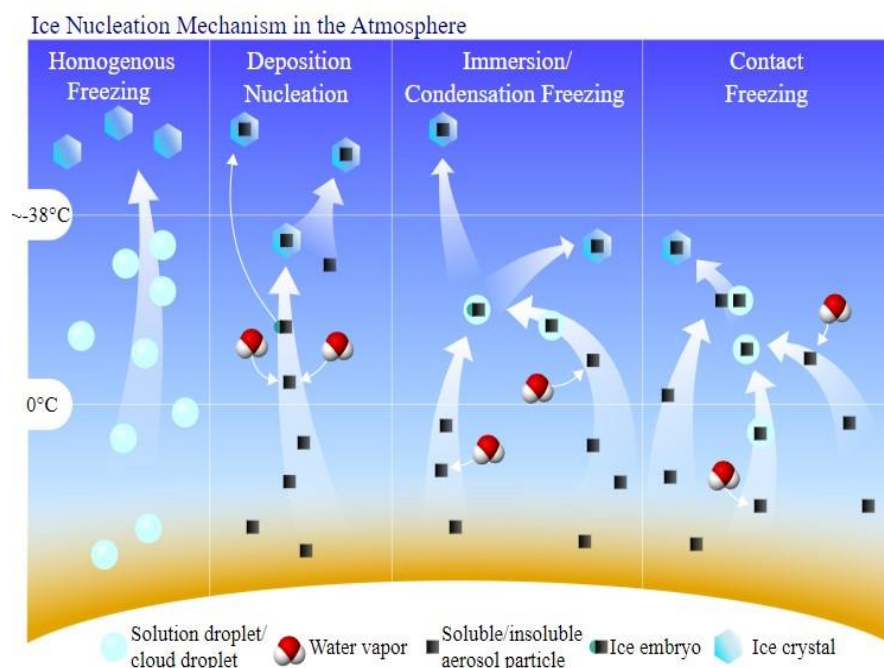 Ice Nucleation Mechanism in the Atmosphere
Homogenous
Freezing
Deposition
Nucleation
Immersion/
Condensation Freezing
Contact
Freezing
~-38°C
0°C
Solution droplet/
cloud droplet
Water vapor
Soluble/insoluble
aerosol particle
Ice embryo
Ice crystal